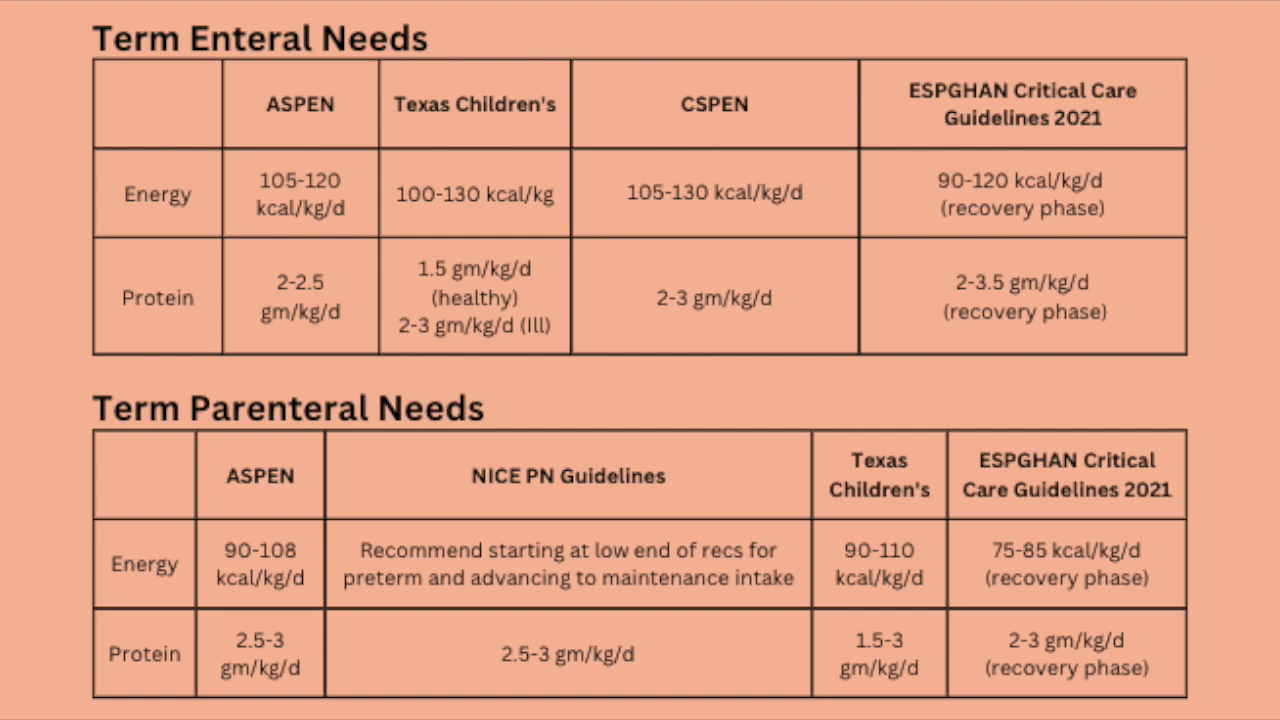 Term Enteral Needs
ASPEN
Texas Children's
CSPEN
ESPGHAN Critical Care
Guidelines 2021
Energy
105-120
kcal/kg/d
100-130 kcal/kg
105-130 kcal/kg/d
90-120 kcal/kg/d
(recovery phase)
Protein
2-2.5
gm/kg/d
1.5 gm/kg/d
(healthy)
2-3 gm/kg/d (Ill)
2-3 gm/kg/d
2-3.5 gm/kg/d
(recovery phase)
Term Parenteral Needs
ASPEN
NICE PN Guidelines
Texas
Children's
ESPGHAN Critical
Care Guidelines 2021
Energy
90-108
kcal/kg/d
Recommend starting at low end of recs for
preterm and advancing to maintenance intake
90-110
kcal/kg/d
75-85 kcal/kg/d
(recovery phase)
Protein
2.5-3
gm/kg/d
2.5-3 gm/kg/d
1.5-3
gm/kg/d
2-3 gm/kg/d
(recovery phase)